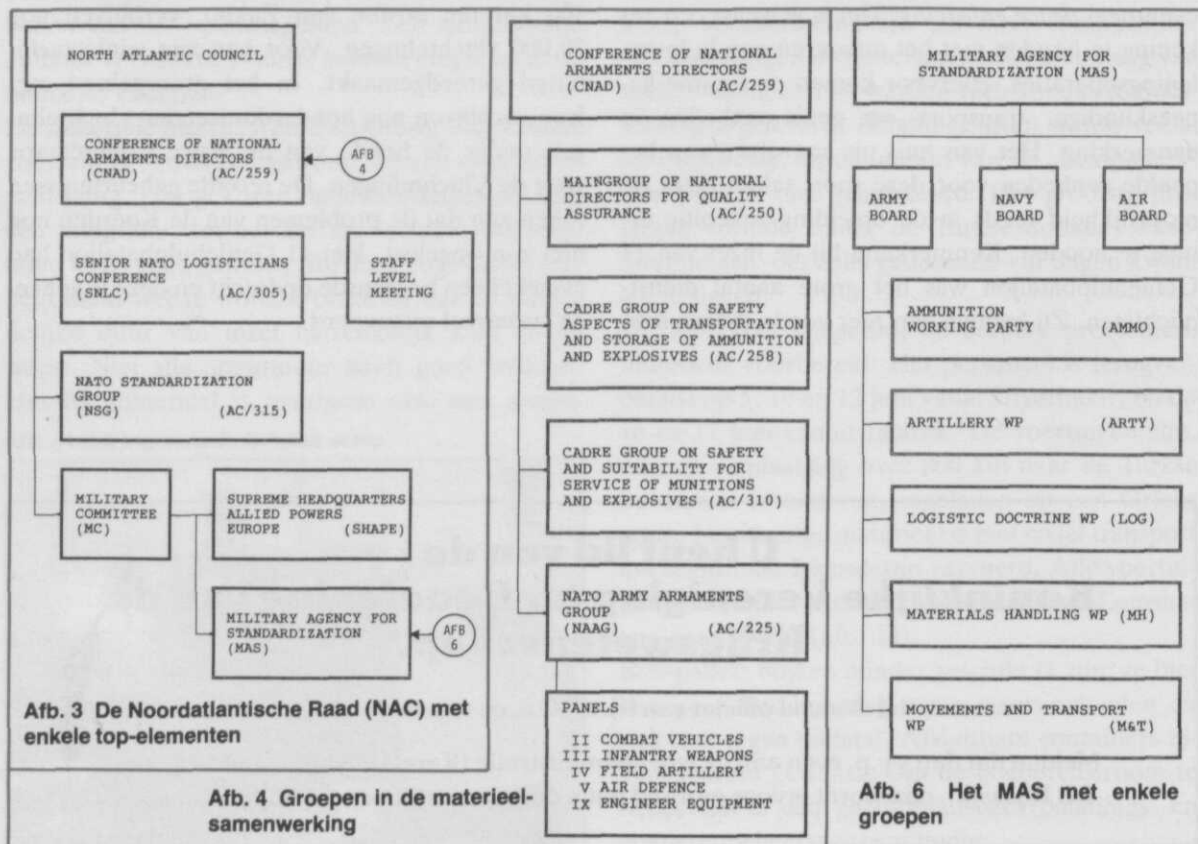 NORTH ATLANTIC COUNCIL
(NAC)
CONFERENCE OF NATIONAL
ARMAMENTS DIRECTORS
(CNAD) (AC/259)
AFB
4
SENIOR NATO LOGISTICIANS
CONFERENCE
(SNLC) (AC/305)
STAFF
LEVEL
MEETING
NATO STANDARDIZATION
GROUP
(NSG) (AC/315)
MILITARY
COMMITTEE
(MC)
SUPREME HEADQUARTERS
ALLIED POWERS
EUROPE (SHAPE)
MILITARY AGENCY FOR
STANDARDIZATION
(MAS)
AFB
6
Afb. 3 De Noordatlantische Raad (NAC) met
enkele top-elementen
CONFERENCE OF NATIONAL
ARMAMENTS DIRECTORS
(CNAD) (AC/259)
MAINGROUP OF NATIONAL
DIRECTORS FOR QUALITY
ASSURANCE (AC/250)
CADRE GROUP ON SAFETY
ASPECTS OF TRANSPORTATION
AND STORAGE OF AMMUNITION
AND EXPLOSIVES (AC/258)
CADRE GROUP ON SAFETY
AND SUITABILITY FOR
SERVICE OF MUNITIONS
AND EXPLOSIVES (AC/310)
NATO ARMY ARMAMENTS
GROUP
(NAAG) (AC/225)
PANELS
II COMBAT VEHICLES
III INFANTRY WEAPONS
IV FIELD ARTILLERY
V AIR DEFENCE
IX ENGINEER EQUIPMENT
Afb. 4 Groepen in de materieel-
samenwerking
MILITARY AGENCY FOR
STANDARDIZATION (MAS)
ARMY
BOARD
NAVY
BOARD
AIR
BOARD
AMMUNITION
WORKING PARTY (AMMO)
ARTILLERY WP (ARTY)
LOGISTIC DOCTRINE WP (LOG)
MATERIALS HANDLING WP (MH)
MOVEMENTS AND TRANSPORT
WP (M&T)
Afb. 6 Het MAS met enkele
groepen